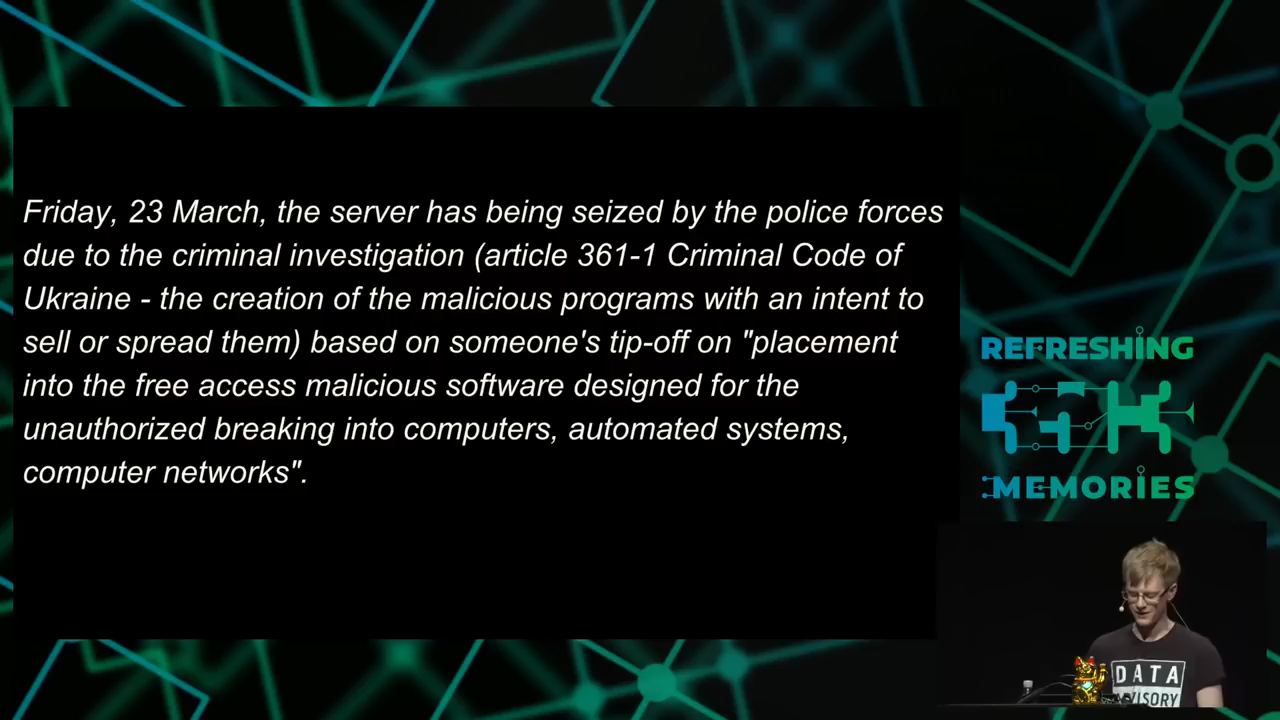 Friday, 23 March, the server has being seized by the police forces
due to the criminal investigation (article 361-1 Criminal Code of
Ukraine - the creation of the malicious programs with an intent to
sell or spread them) based on someone's tip-off on "placement
into the free access malicious software designed for the
unauthorized breaking into computers, automated systems,
computer networks".
REFRESHING
MEMORIES
DATA